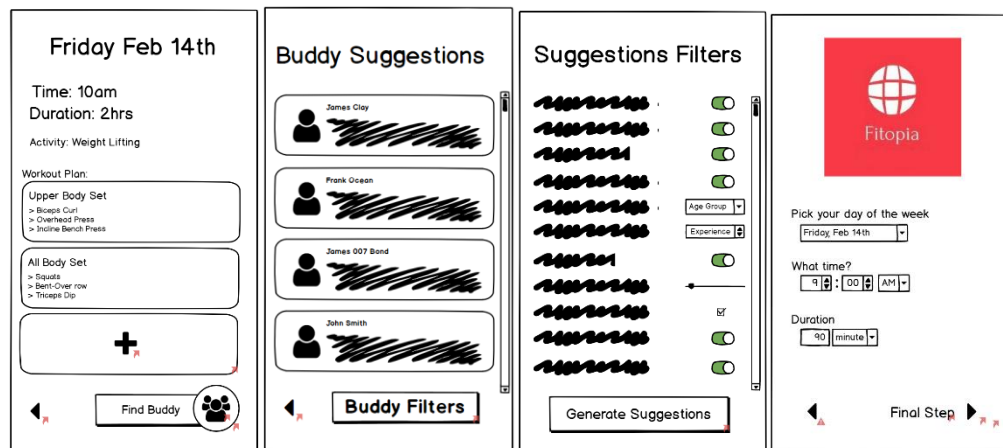 Friday Feb 14th
Time: 10am
Duration: 2hrs
Activity: Weight Lifting
Workout Plan:
Upper Body Set
> Biceps Curl
> Overhead Press
> Incline Bench Press
All Body Set
> Squats
> Bent-Over row
> Triceps Dip
Find Buddy
Buddy Suggestions
James Clay
Frank Ocean
James 007 Bond
John Smith
Buddy Filters
Suggestions Filters
Age Group
Experience
Generate Suggestions
Fitopia
Pick your day of the week
Friday, Feb 14th
What time?
9 : 00 AM
Duration
90 minute
Final Step